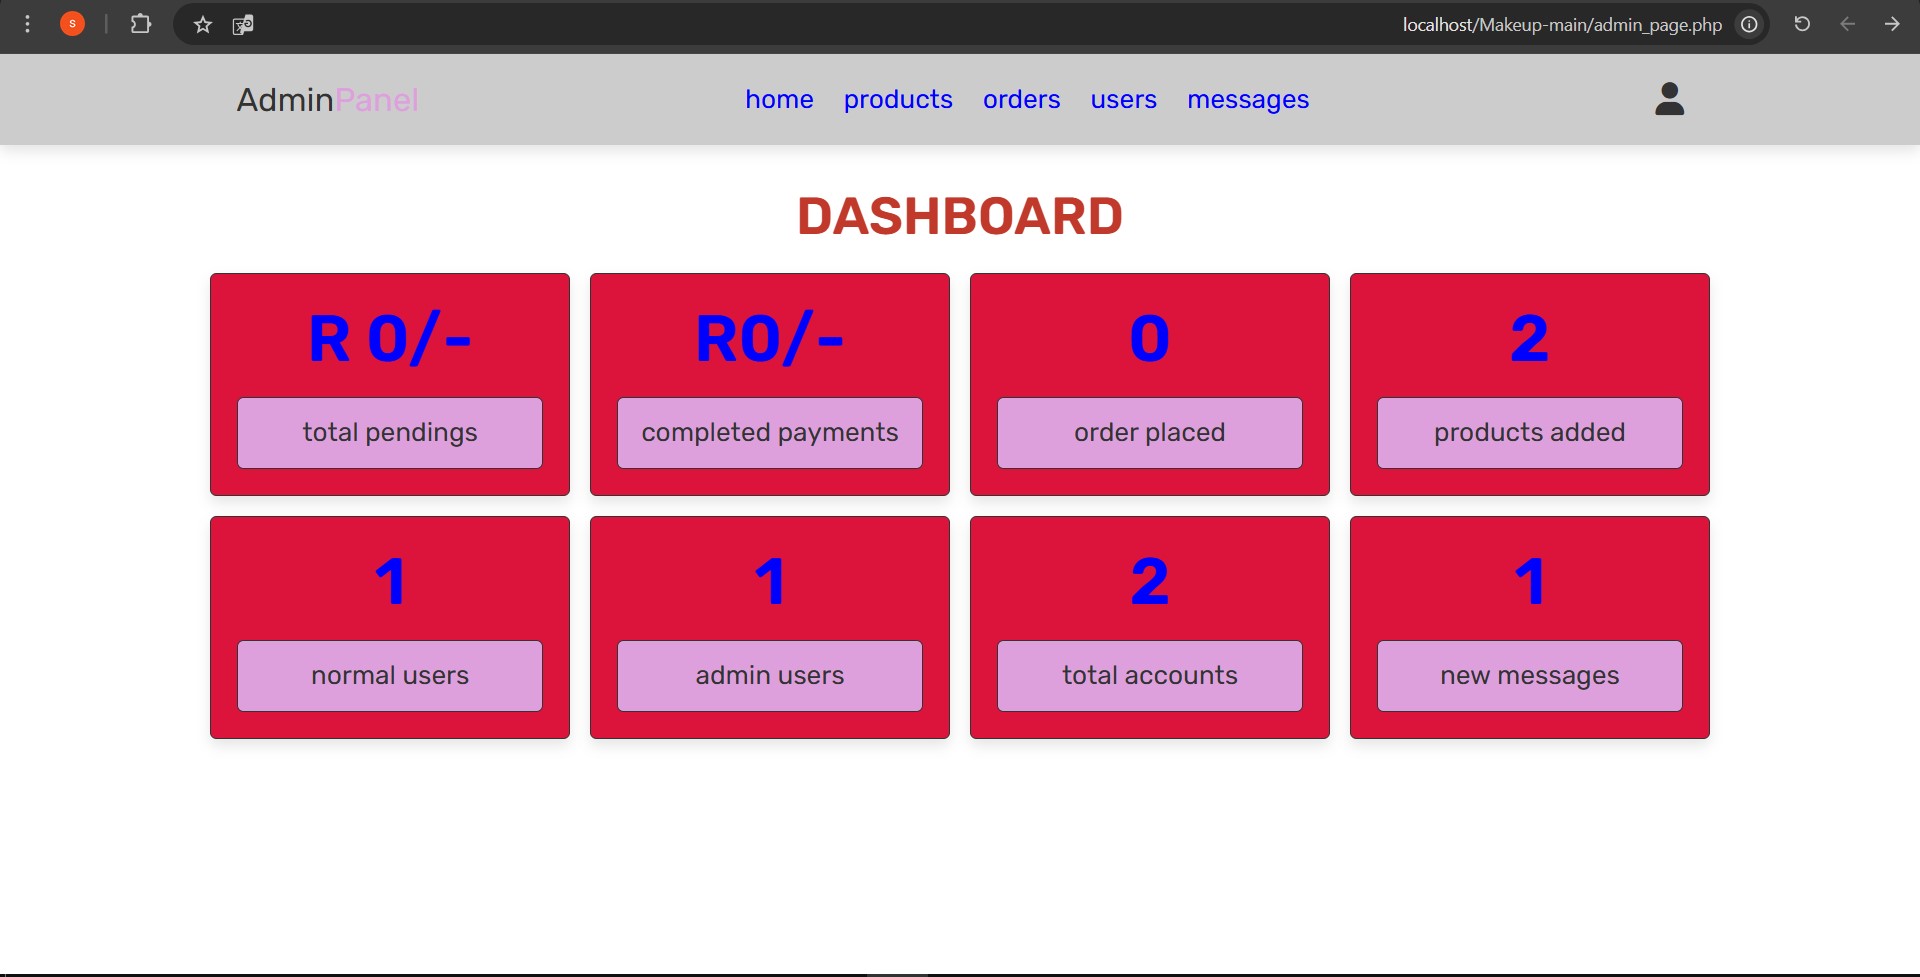 S localhost/Makeup-main/admin_page.php
AdminPanel home products orders users messages
DASHBOARD
R 0/- R0/- 0 2
total pendings completed payments order placed products added
1 1 2 1
normal users admin users total accounts new messages